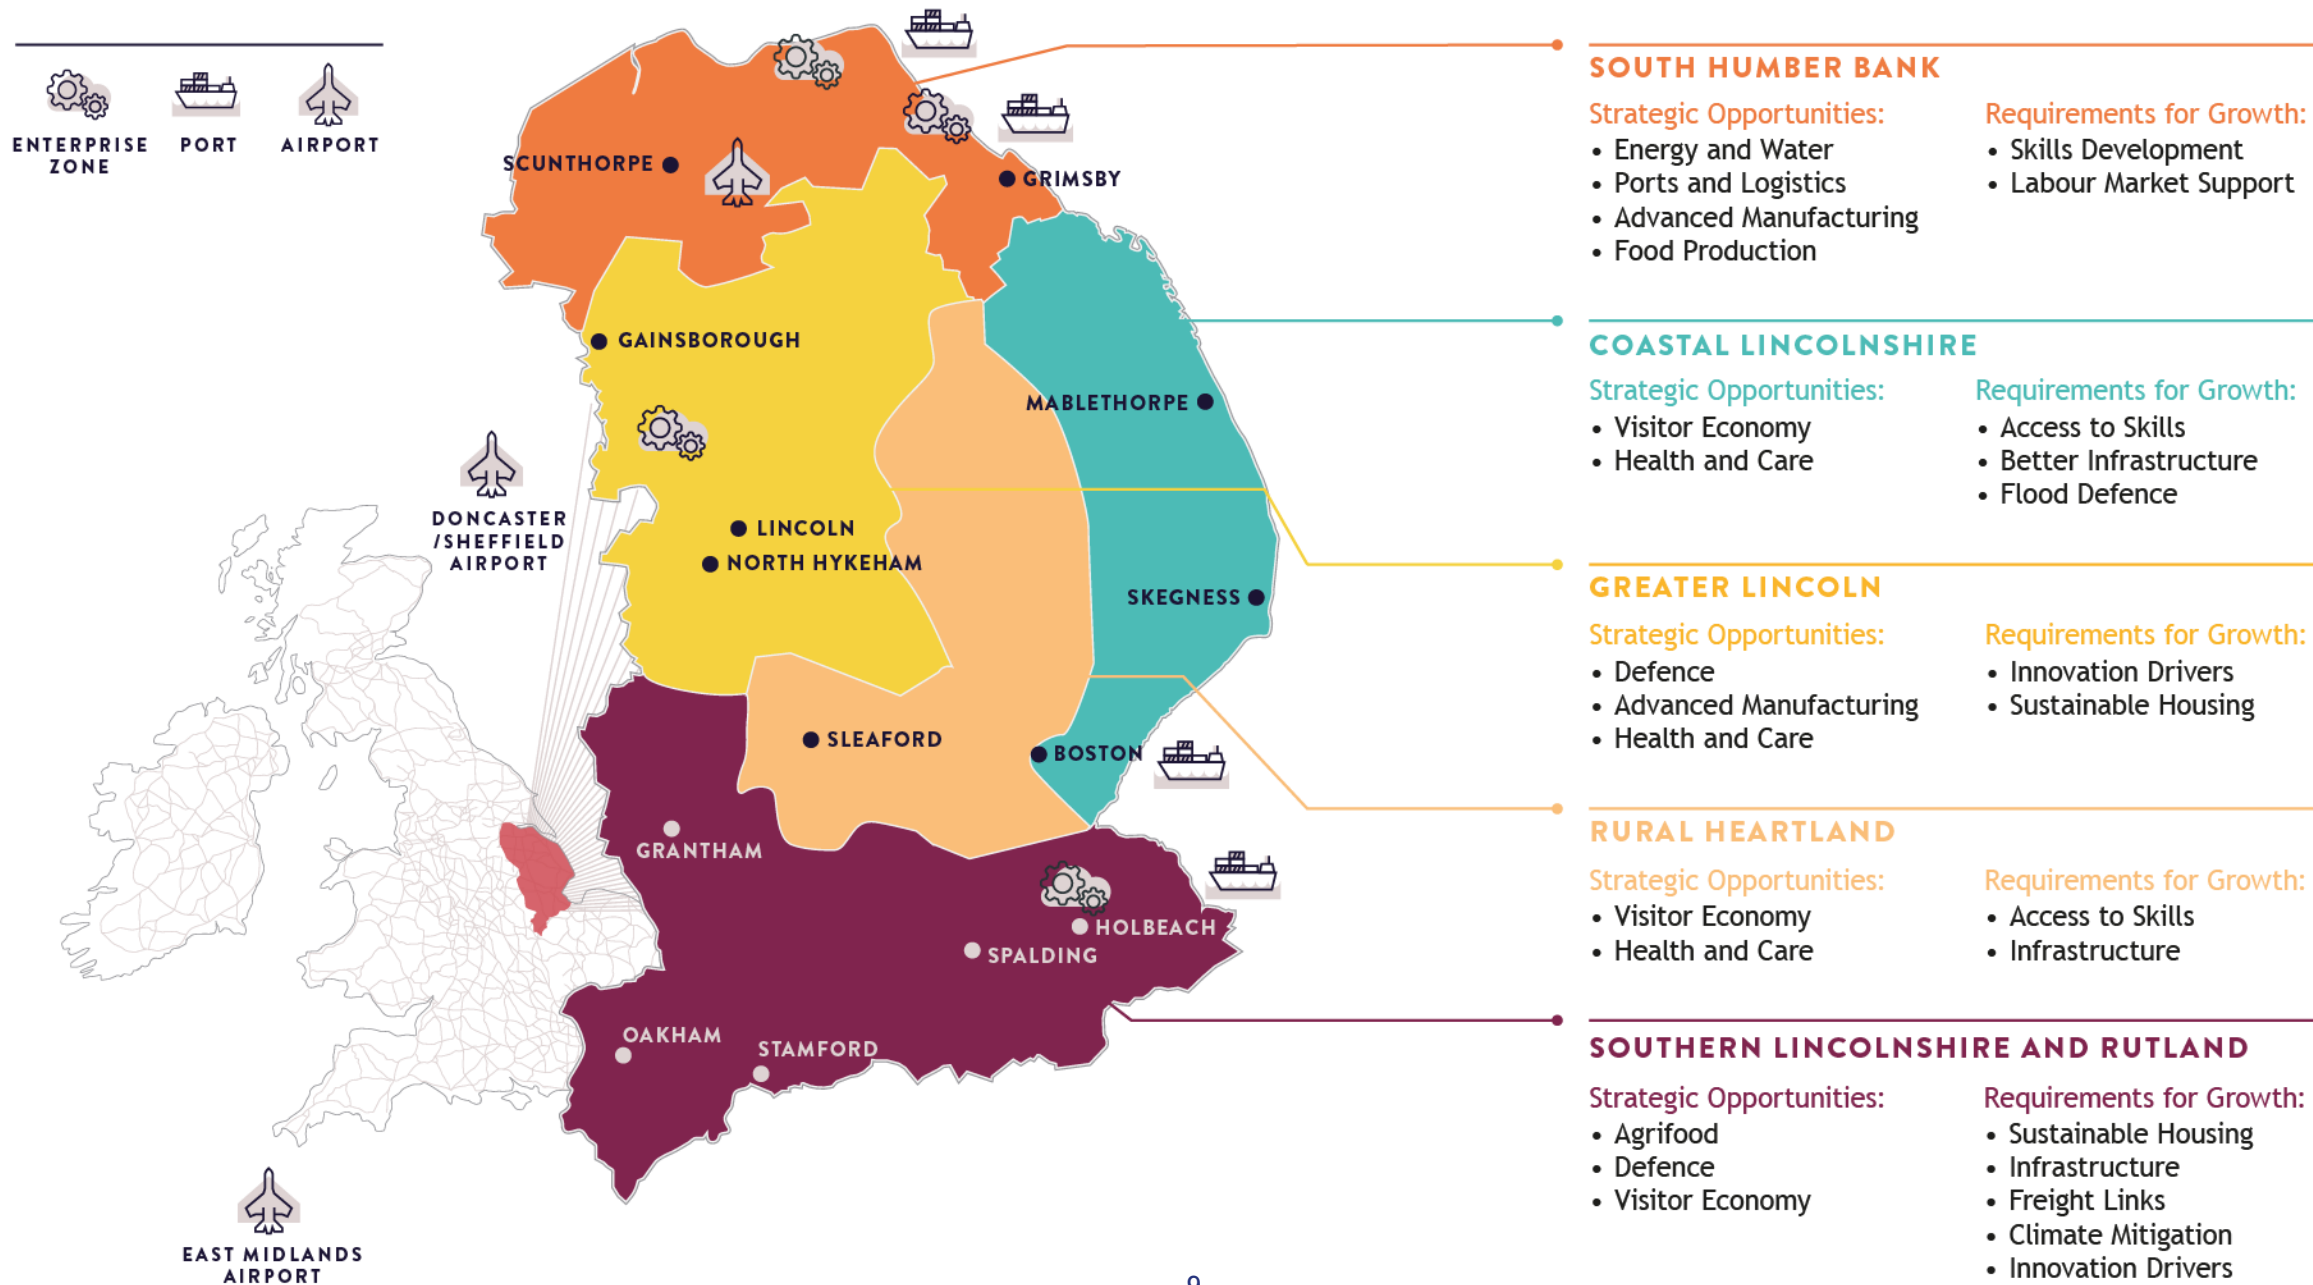 ENTERPRISE
ZONE
PORT
AIRPORT
SCUNTHORPE
GRIMSBY
GAINSBOROUGH
MABLETHORPE
DONCASTER
/SHEFFIELD
AIRPORT
LINCOLN
NORTH HYKEHAM
SKEGNESS
SLEAFORD
BOSTON
GRANTHAM
HOLBEACH
SPALDING
OAKHAM
STAMFORD
EAST MIDLANDS
AIRPORT
SOUTH HUMBER BANK
Strategic Opportunities:
• Energy and Water
• Ports and Logistics
• Advanced Manufacturing
• Food Production
Requirements for Growth:
• Skills Development
• Labour Market Support
COASTAL LINCOLNSHIRE
Strategic Opportunities:
• Visitor Economy
• Health and Care
Requirements for Growth:
• Access to Skills
• Better Infrastructure
• Flood Defence
GREATER LINCOLN
Strategic Opportunities:
• Defence
• Advanced Manufacturing
• Health and Care
Requirements for Growth:
• Innovation Drivers
• Sustainable Housing
RURAL HEARTLAND
Strategic Opportunities:
• Visitor Economy
• Health and Care
Requirements for Growth:
• Access to Skills
• Infrastructure
SOUTHERN LINCOLNSHIRE AND RUTLAND
Strategic Opportunities:
• Agrifood
• Defence
• Visitor Economy
Requirements for Growth:
• Sustainable Housing
• Infrastructure
• Freight Links
• Climate Mitigation
• Innovation Drivers